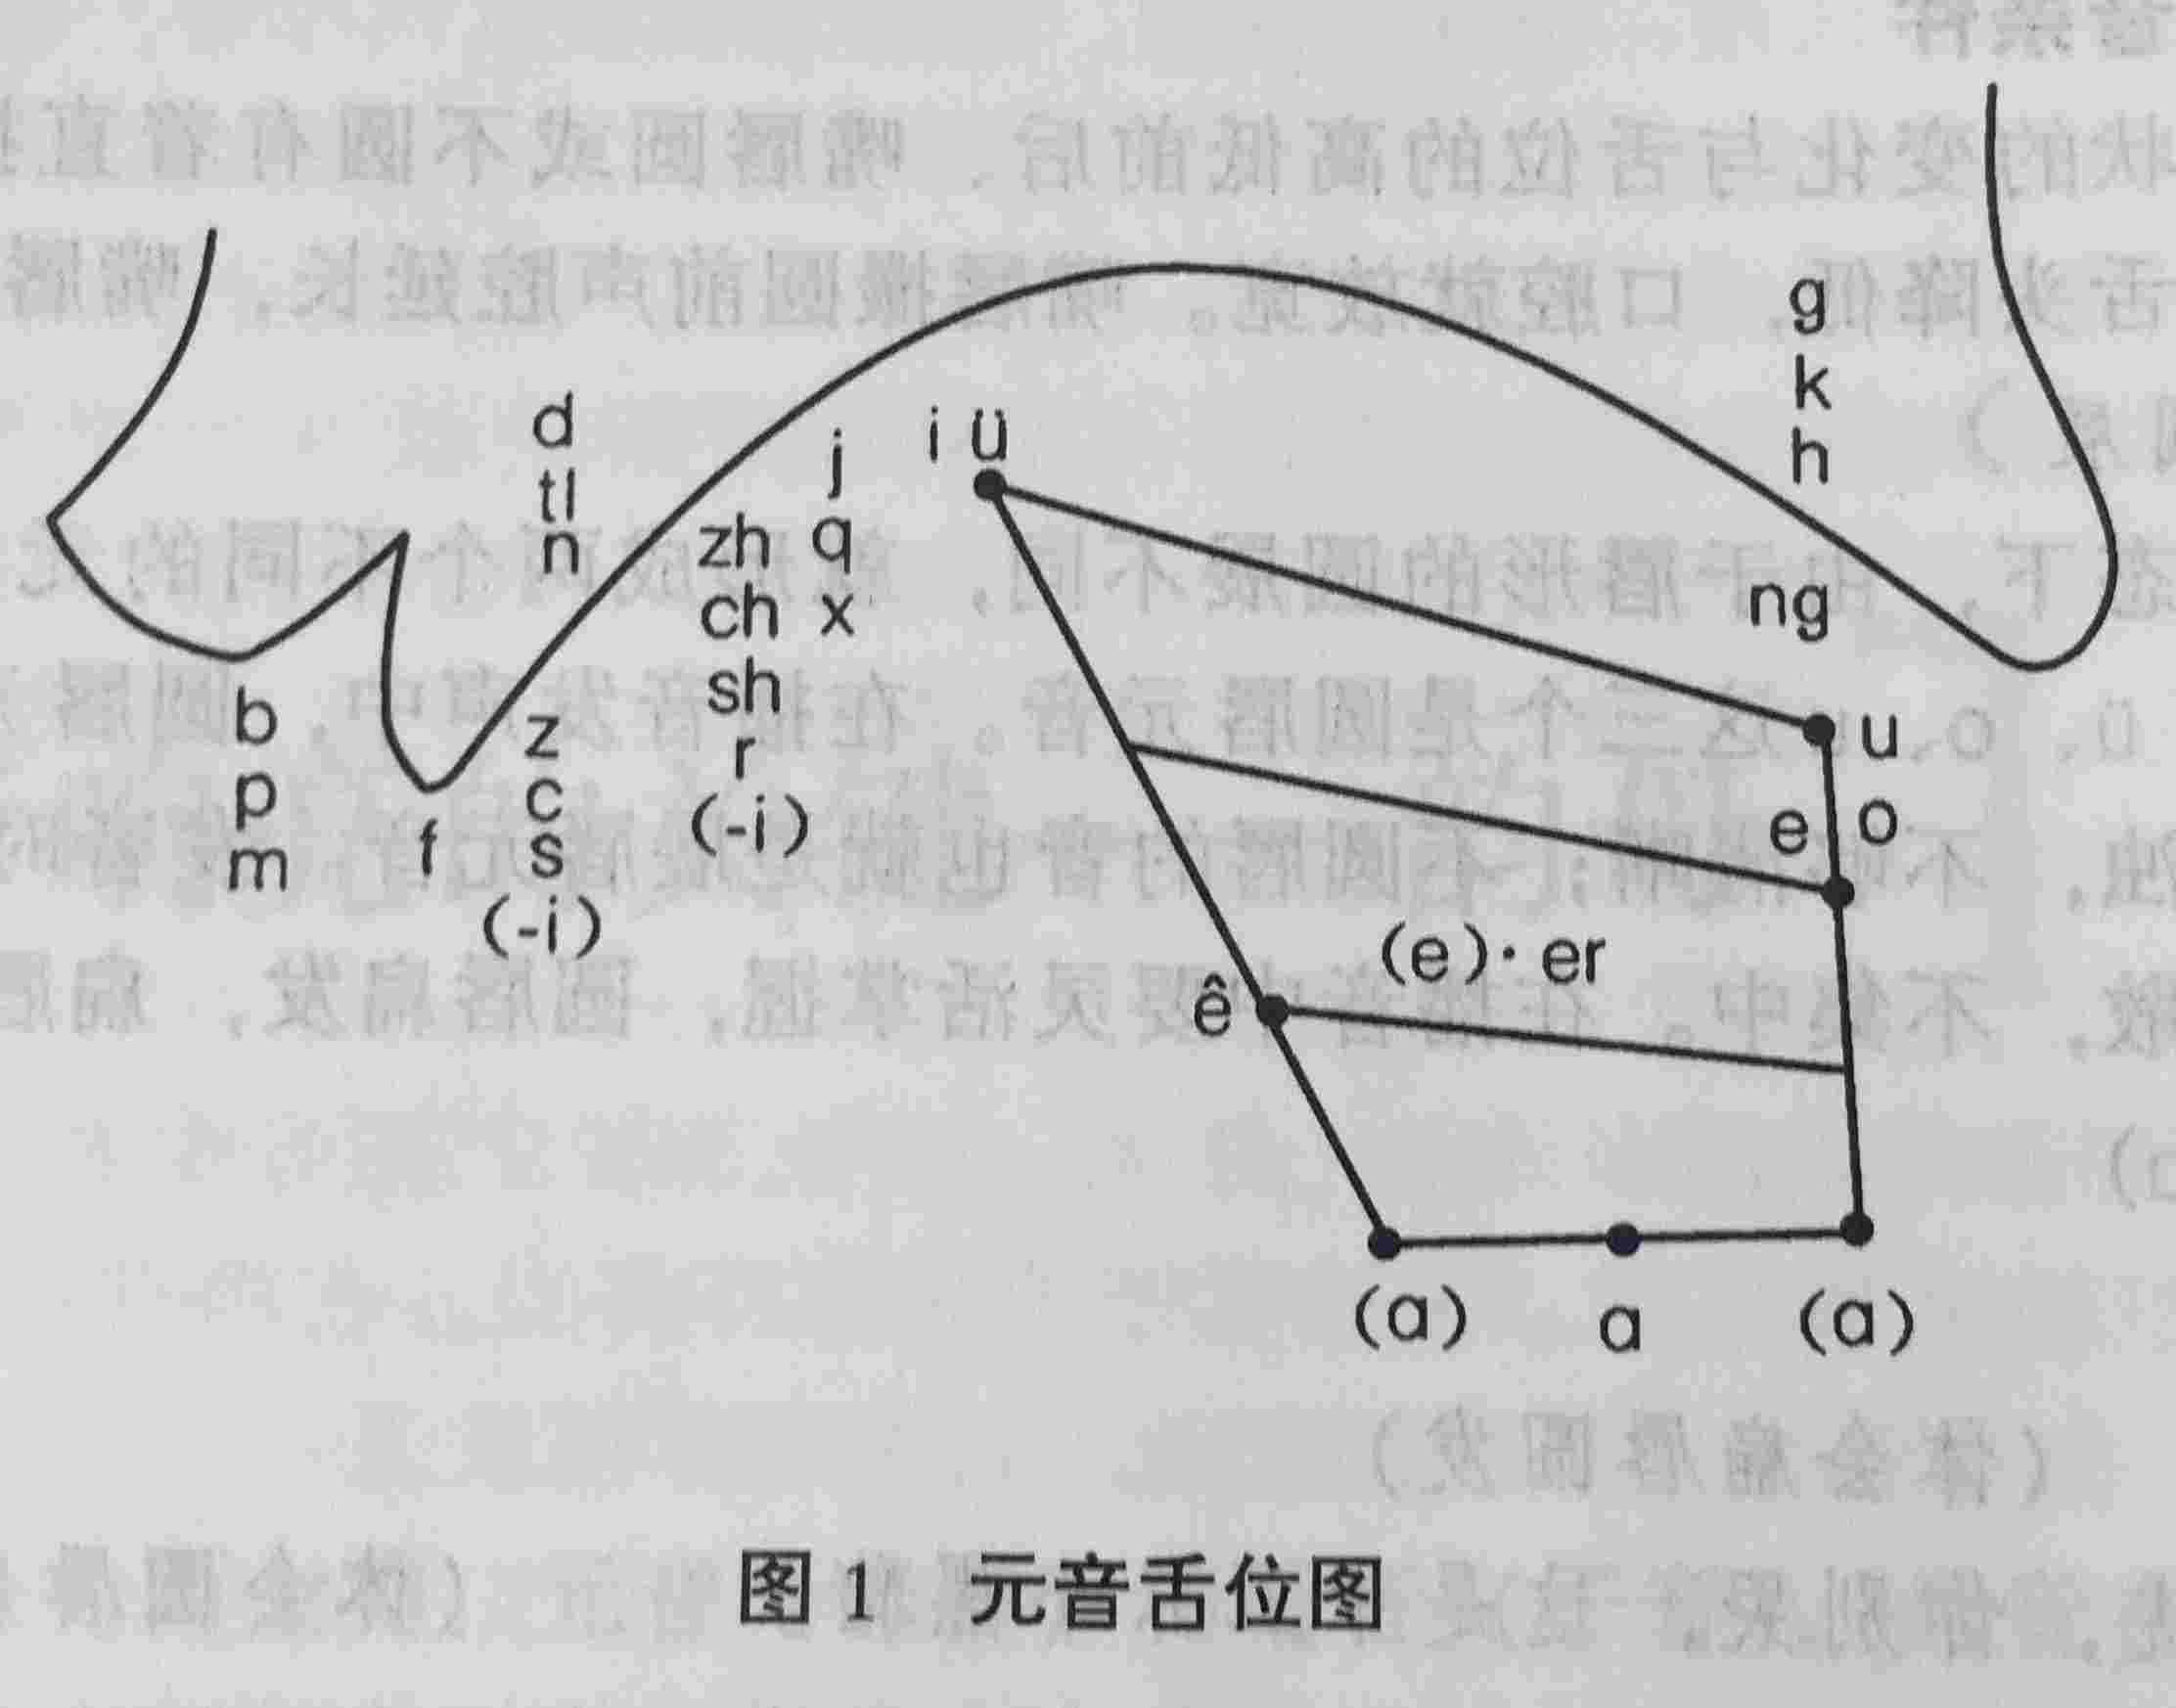 g
k
h
d
tl
n
j
q
x
i ü
zh
ch
sh
r
(-i)
ng
b
p
m
f
z
c
s
(-i)
u
e o
(e)· er
ê
(a) a (a)
图 1 元音舌位图